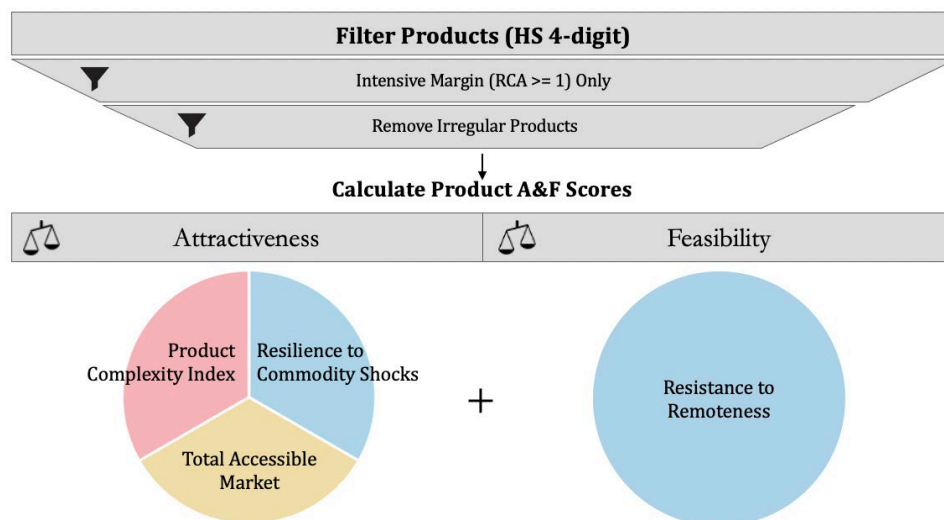 Filter Products (HS 4-digit)
Intensive Margin (RCA >= 1) Only
Remove Irregular Products
Calculate Product A&F Scores
Attractiveness
Feasibility
Product
Complexity Index
Resilience to
Commodity Shocks
Total Accessible
Market
+
Resistance to
Remoteness